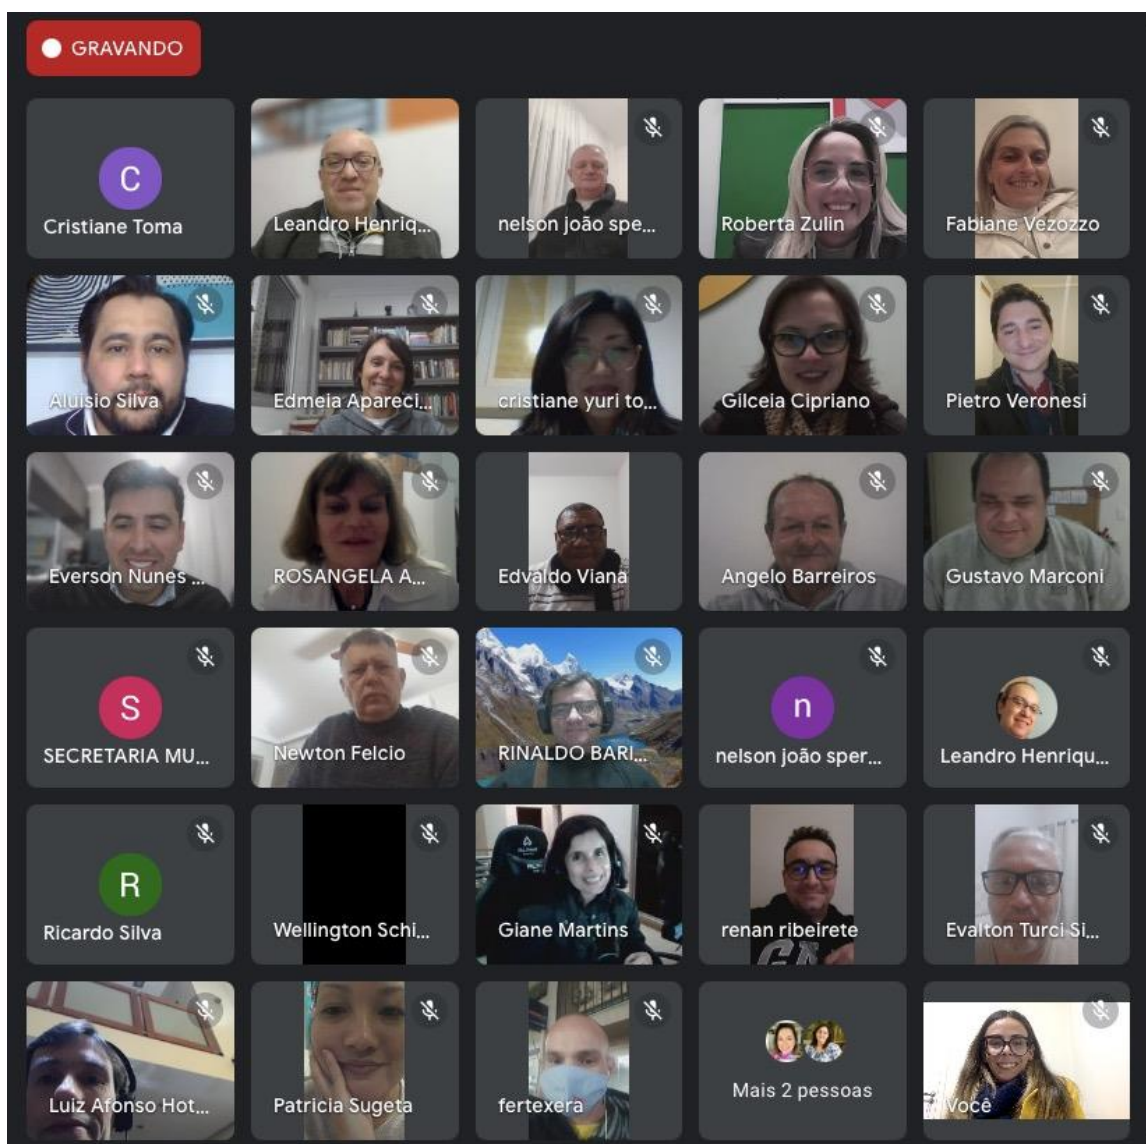 GRAVANDO
C
Cristiane Toma
Leandro Henriq...
nelson joão spe...
Roberta Zulin
Fabiane Vezozzo
Aluisio Silva
Edmeia Apareci...
cristiane yuri to...
Gilceia Cipriano
Pietro Veronesi
Everson Nunes ...
ROSANGELA A...
Edvaldo Viana
Angelo Barreiros
Gustavo Marconi
S
SECRETARIA MU...
Newton Felcio
RINALDO BARI...
n
nelson joão sper...
Leandro Henriqu...
R
Ricardo Silva
Wellington Schi...
Giane Martins
renan ribeirete
Evalton Turci Si...
Luiz Afonso Hot...
Patricia Sugeta
fertexera
Mais 2 pessoas
Você